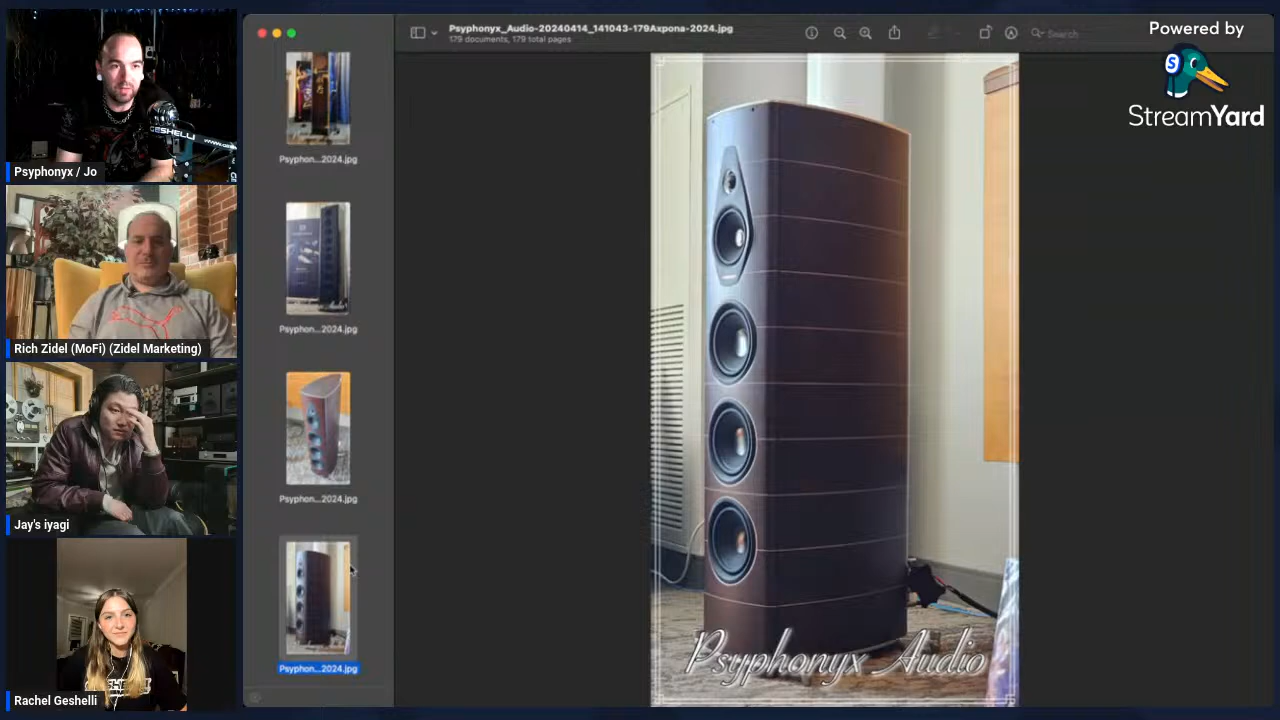 Psyphonyx_Audio-20240414_141043-179Axpona-2024.jpg
179 documents, 179 total pages
Search
Powered by
StreamYard
GESHELLI
Psyphonyx / Jo
Rich Zidel (MoFi) (Zidel Marketing)
Jay's iyagi
Rachel Geshelli
Psyphon...2024.jpg
Psyphon...2024.jpg
Psyphon...2024.jpg
Psyphon...2024.jpg
Psyphonyx Audio